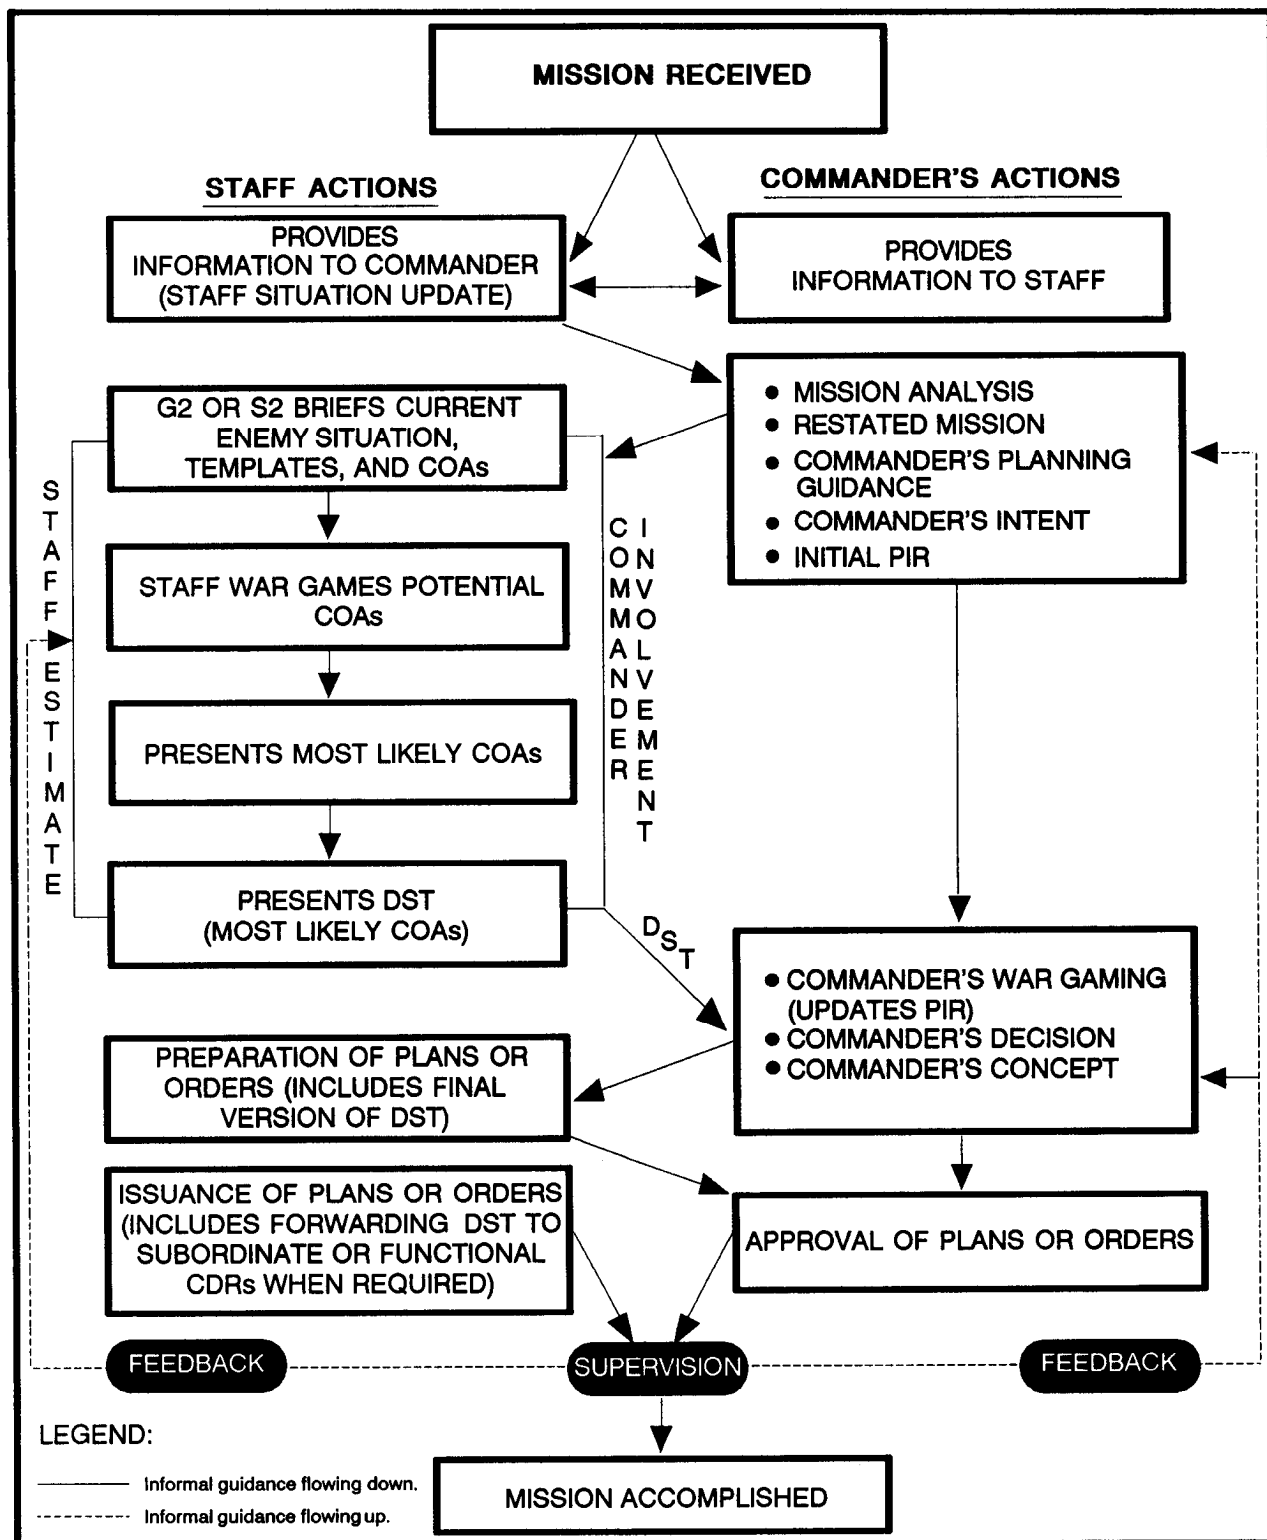 MISSION RECEIVED
STAFF ACTIONS
COMMANDER'S ACTIONS
PROVIDES
INFORMATION TO COMMANDER
(STAFF SITUATION UPDATE)
PROVIDES
INFORMATION TO STAFF
● MISSION ANALYSIS
● RESTATED MISSION
● COMMANDER'S PLANNING
GUIDANCE
● COMMANDER'S INTENT
● INITIAL PIR
G2 OR S2 BRIEFS CURRENT
ENEMY SITUATION,
TEMPLATES, AND COAs
STAFF ESTIMATE
COMMANDER
INVOLVEMENT
STAFF WAR GAMES POTENTIAL
COAs
PRESENTS MOST LIKELY COAs
PRESENTS DST
(MOST LIKELY COAs)
DST
● COMMANDER'S WAR GAMING
(UPDATES PIR)
● COMMANDER'S DECISION
● COMMANDER'S CONCEPT
PREPARATION OF PLANS OR
ORDERS (INCLUDES FINAL
VERSION OF DST)
ISSUANCE OF PLANS OR ORDERS
(INCLUDES FORWARDING DST TO
SUBORDINATE OR FUNCTIONAL
CDRs WHEN REQUIRED)
APPROVAL OF PLANS OR ORDERS
FEEDBACK
SUPERVISION
FEEDBACK
LEGEND:
Informal guidance flowing down.
Informal guidance flowing up.
MISSION ACCOMPLISHED